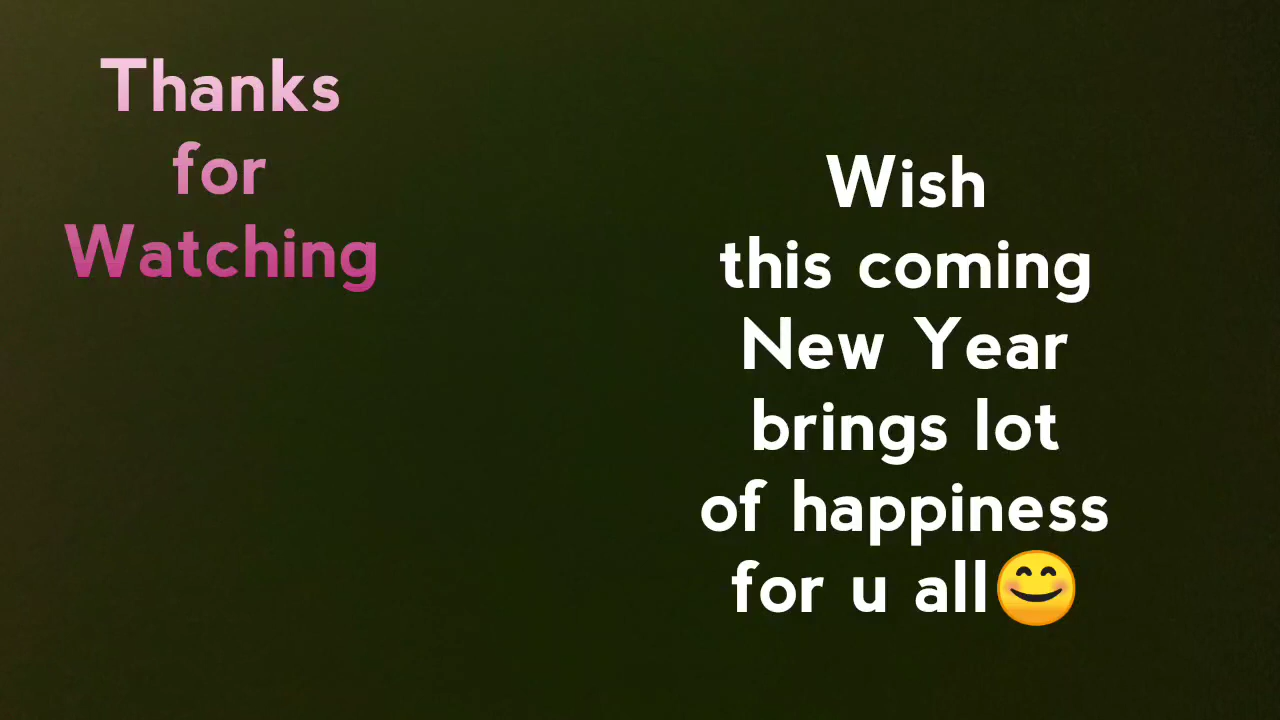 Thanks
for
Watching
Wish
this coming
New Year
brings lot
of happiness
for u all😊